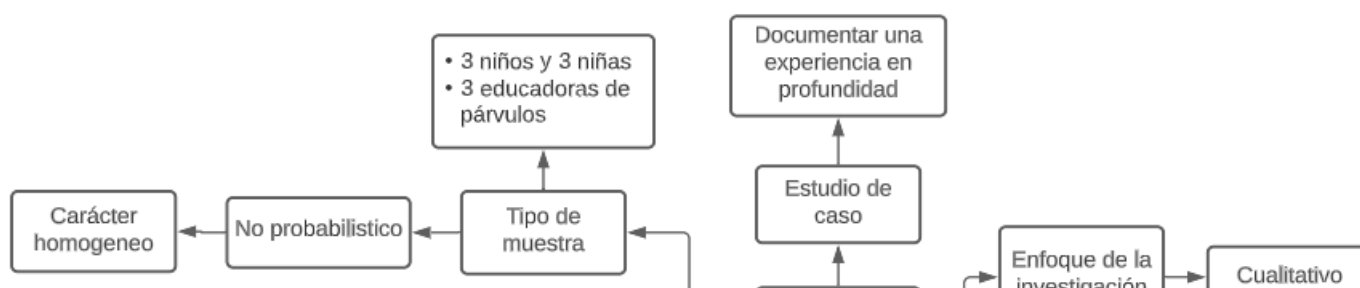 Documentar una
experiencia en
profundidad
• 3 niños y 3 niñas
• 3 educadoras de
párvulos
Estudio de
caso
Carácter
homogeneo
No probabilistico
Tipo de
muestra
Enfoque de la
investigación
Cualitativo